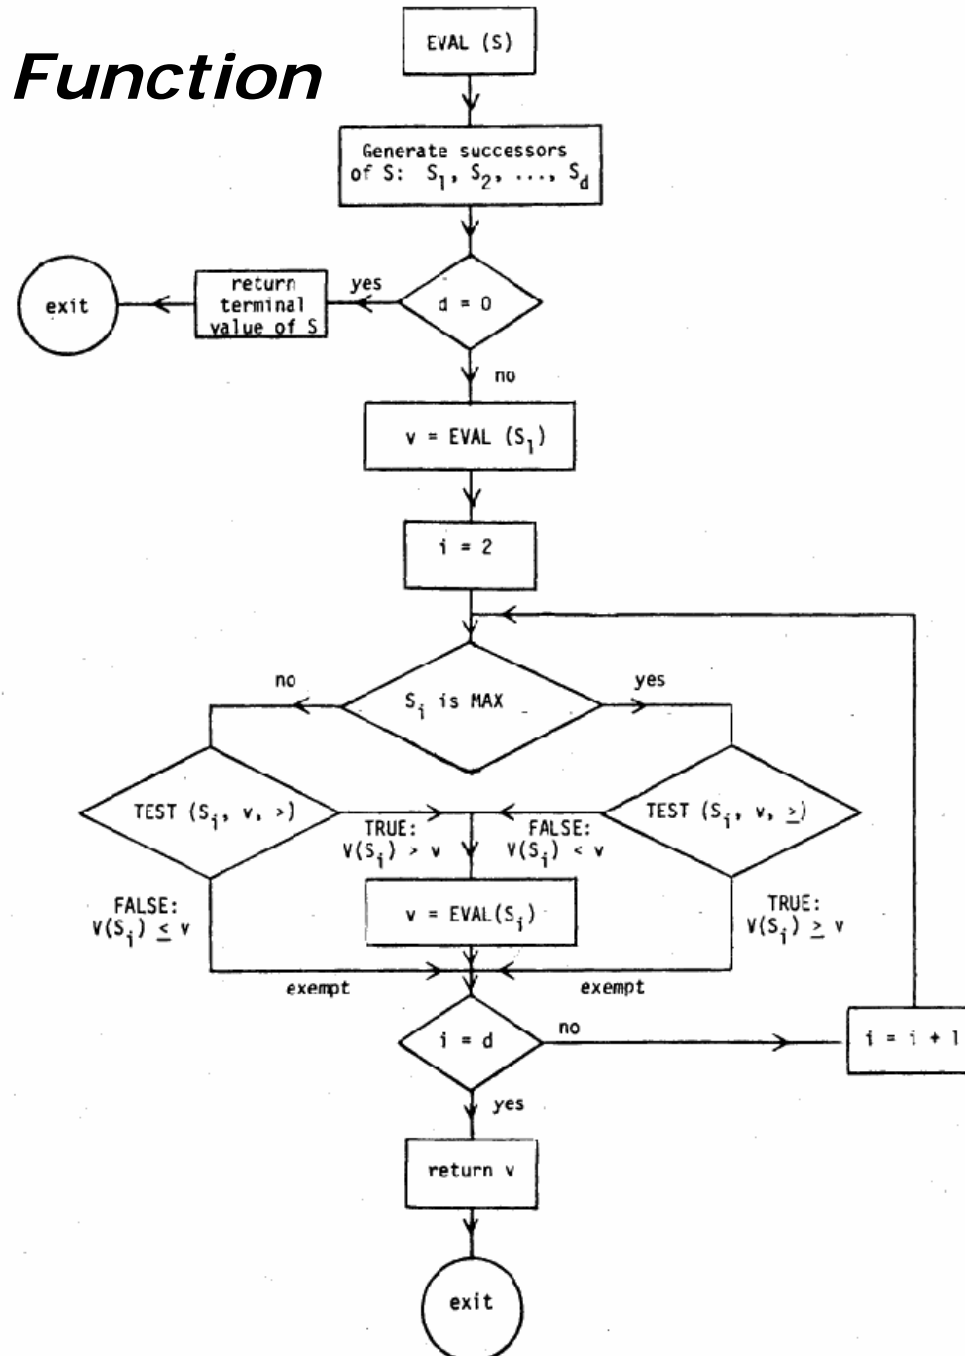 Function
EVAL (S)
Generate successors
of S: S1, S2, ..., Sd
d = 0
yes
return
terminal
value of S
exit
no
v = EVAL (S1)
i = 2
Si is MAX
no
yes
TEST (Si, v, >)
TEST (Si, v, ≥)
TRUE:
V(Si) > v
FALSE:
V(Si) < v
v = EVAL(Si)
FALSE:
V(Si) ≤ v
TRUE:
V(Si) ≥ v
exempt
exempt
i = d
no
i = i + 1
yes
return v
exit